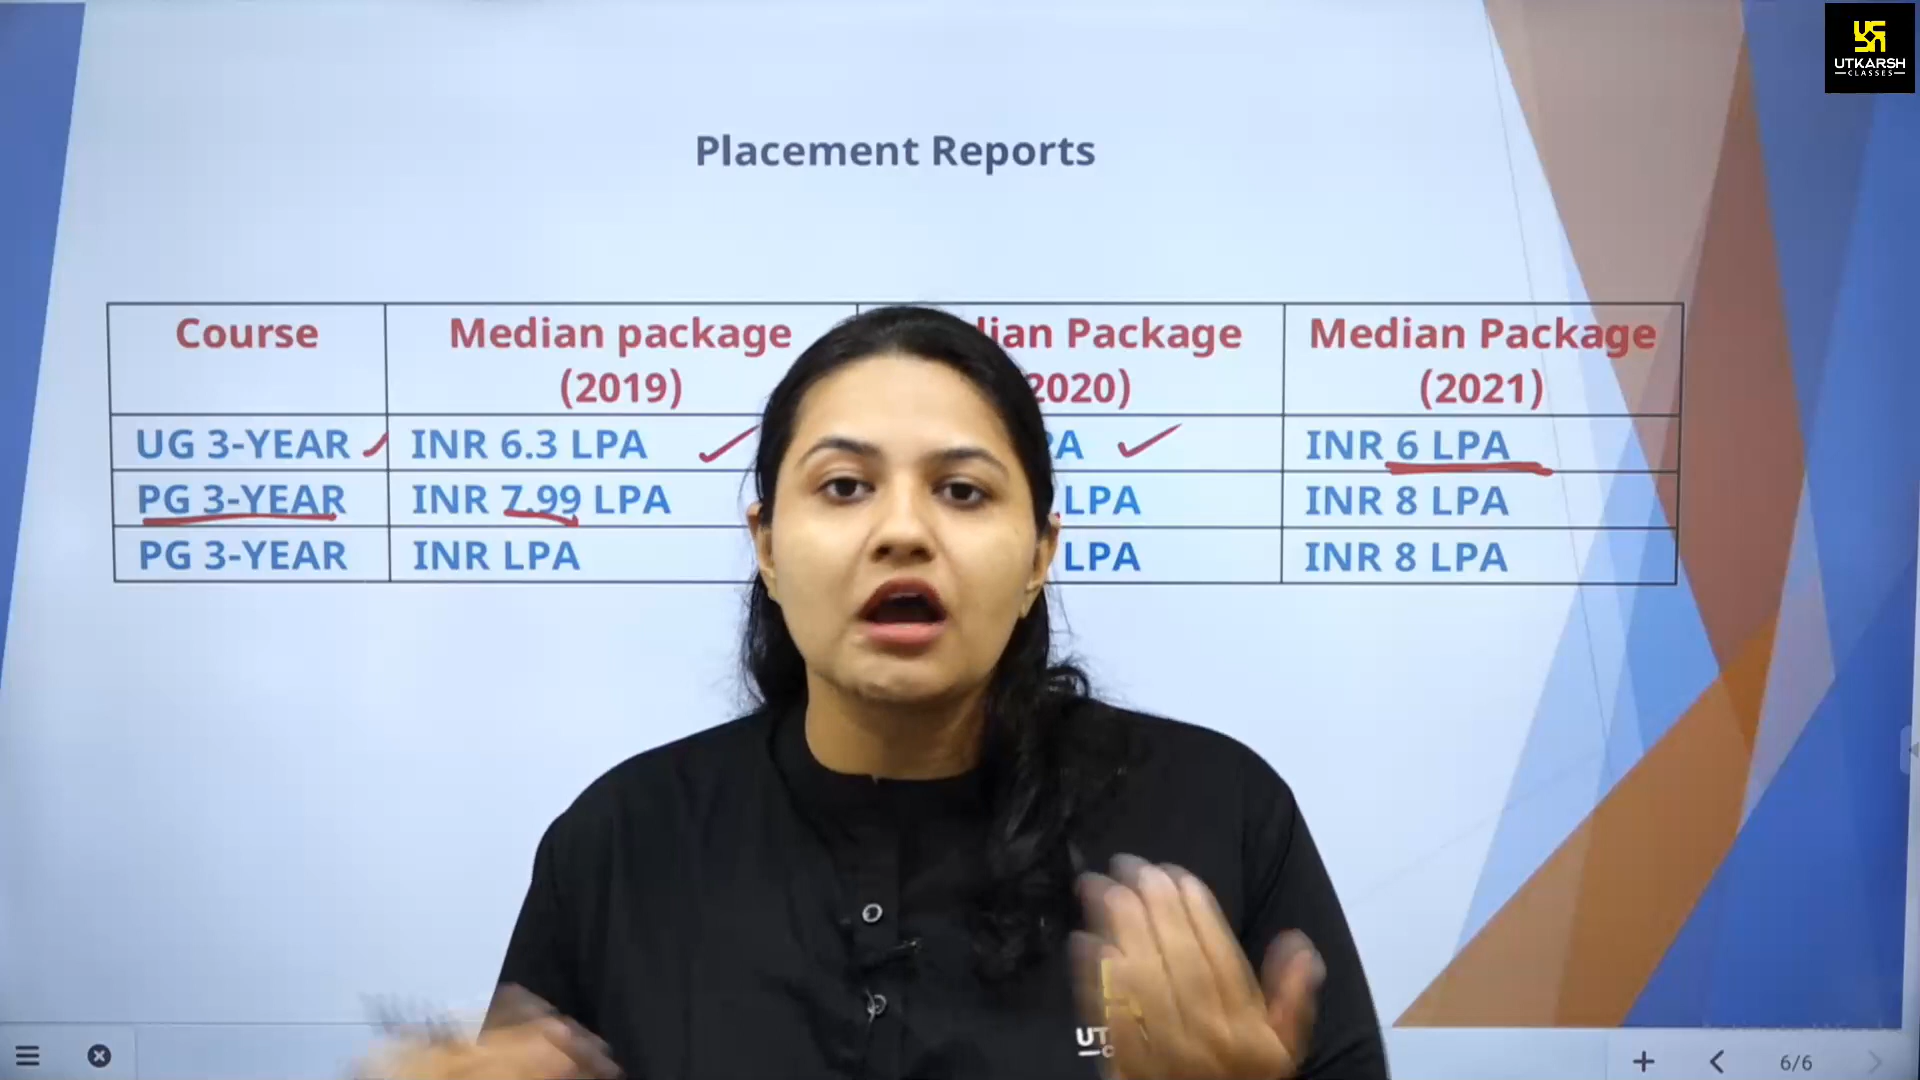 UTKARSH
CLASSES
Placement Reports
Course
Median package
(2019)
Package
2020)
Median Package
(2021)
UG 3-YEAR
INR 6.3 LPA
INR 6 LPA
PG 3-YEAR
INR 7.99 LPA
LPA
INR 8 LPA
PG 3-YEAR
INR LPA
LPA
INR 8 LPA
6/6